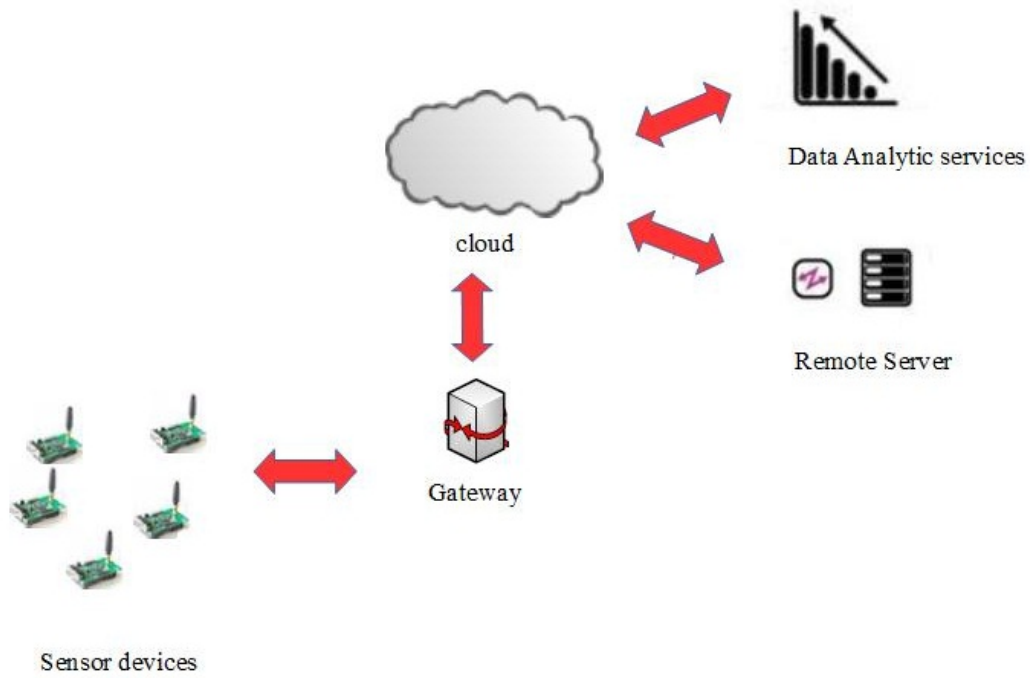 Data Analytic services
cloud
Remote Server
Gateway
Sensor devices